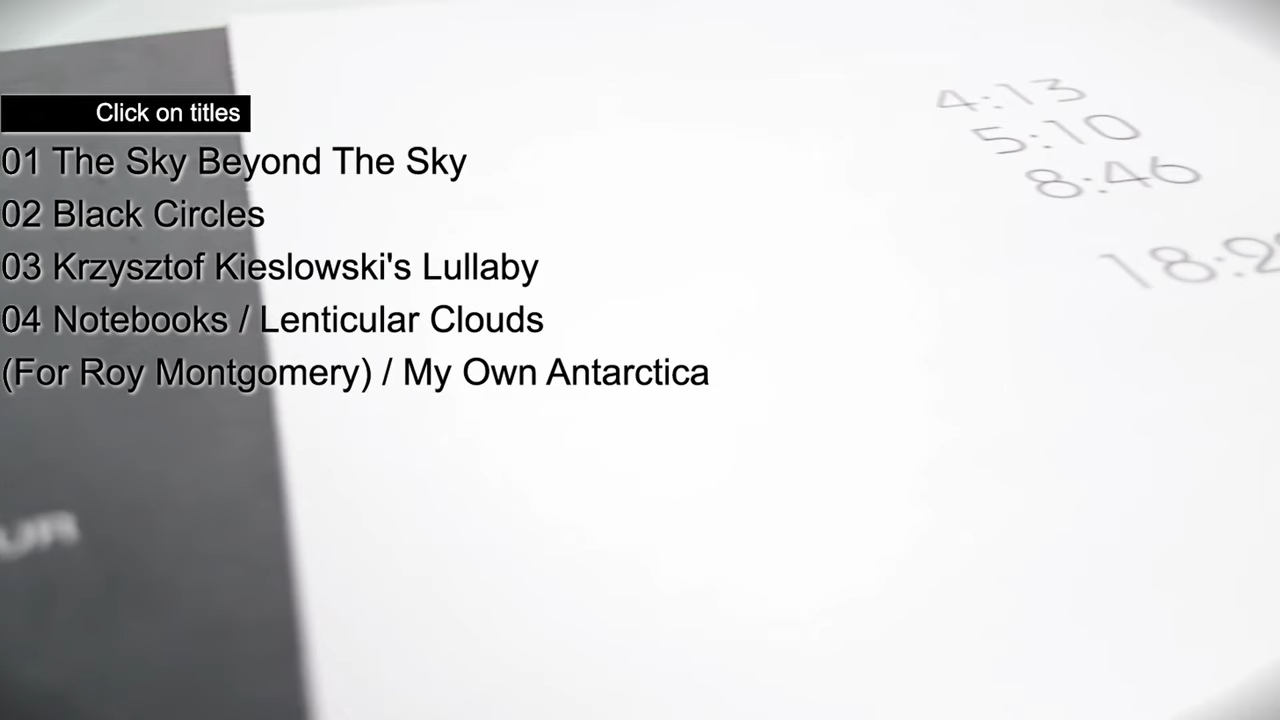 Click on titles
01 The Sky Beyond The Sky
02 Black Circles
03 Krzysztof Kieslowski's Lullaby
04 Notebooks / Lenticular Clouds
(For Roy Montgomery) / My Own Antarctica
4:13
5:10
8:46